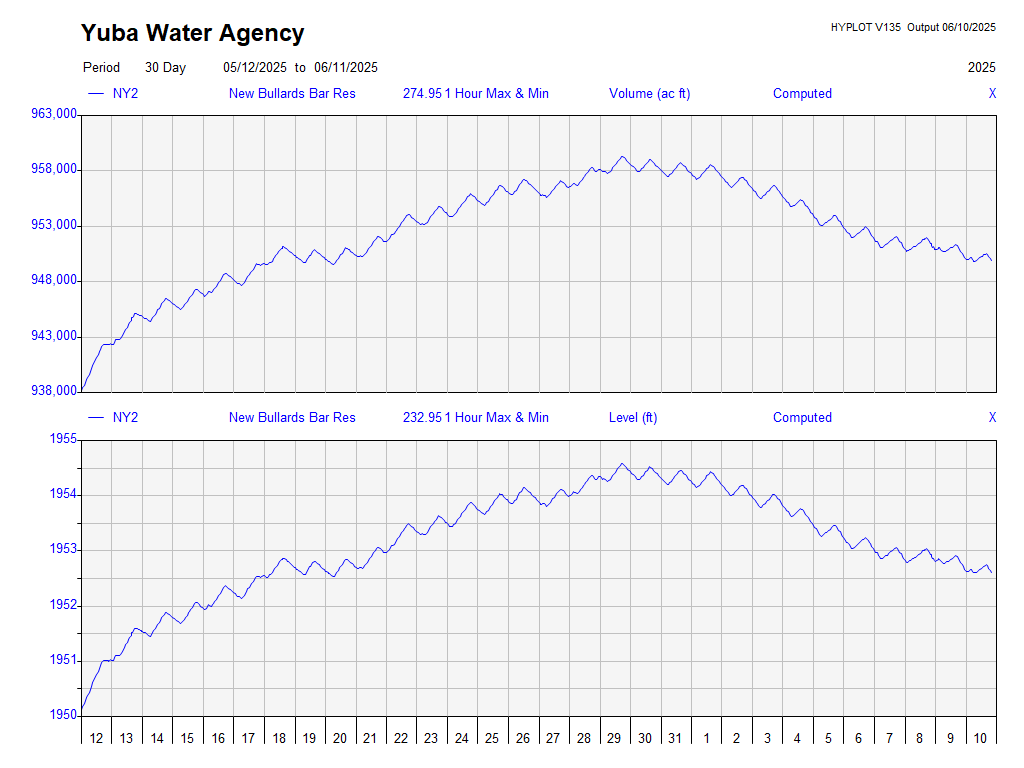 Yuba Water Agency
HYPLOT V135 Output 06/10/2025
Period 30 Day 05/12/2025 to 06/11/2025 2025
NY2 New Bullards Bar Res 274.95 1 Hour Max & Min Volume (ac ft) Computed X
963,000
958,000
953,000
948,000
943,000
938,000
NY2 New Bullards Bar Res 232.95 1 Hour Max & Min Level (ft) Computed X
1955
1954
1953
1952
1951
1950
12 13 14 15 16 17 18 19 20 21 22 23 24 25 26 27 28 29 30 31 1 2 3 4 5 6 7 8 9 10